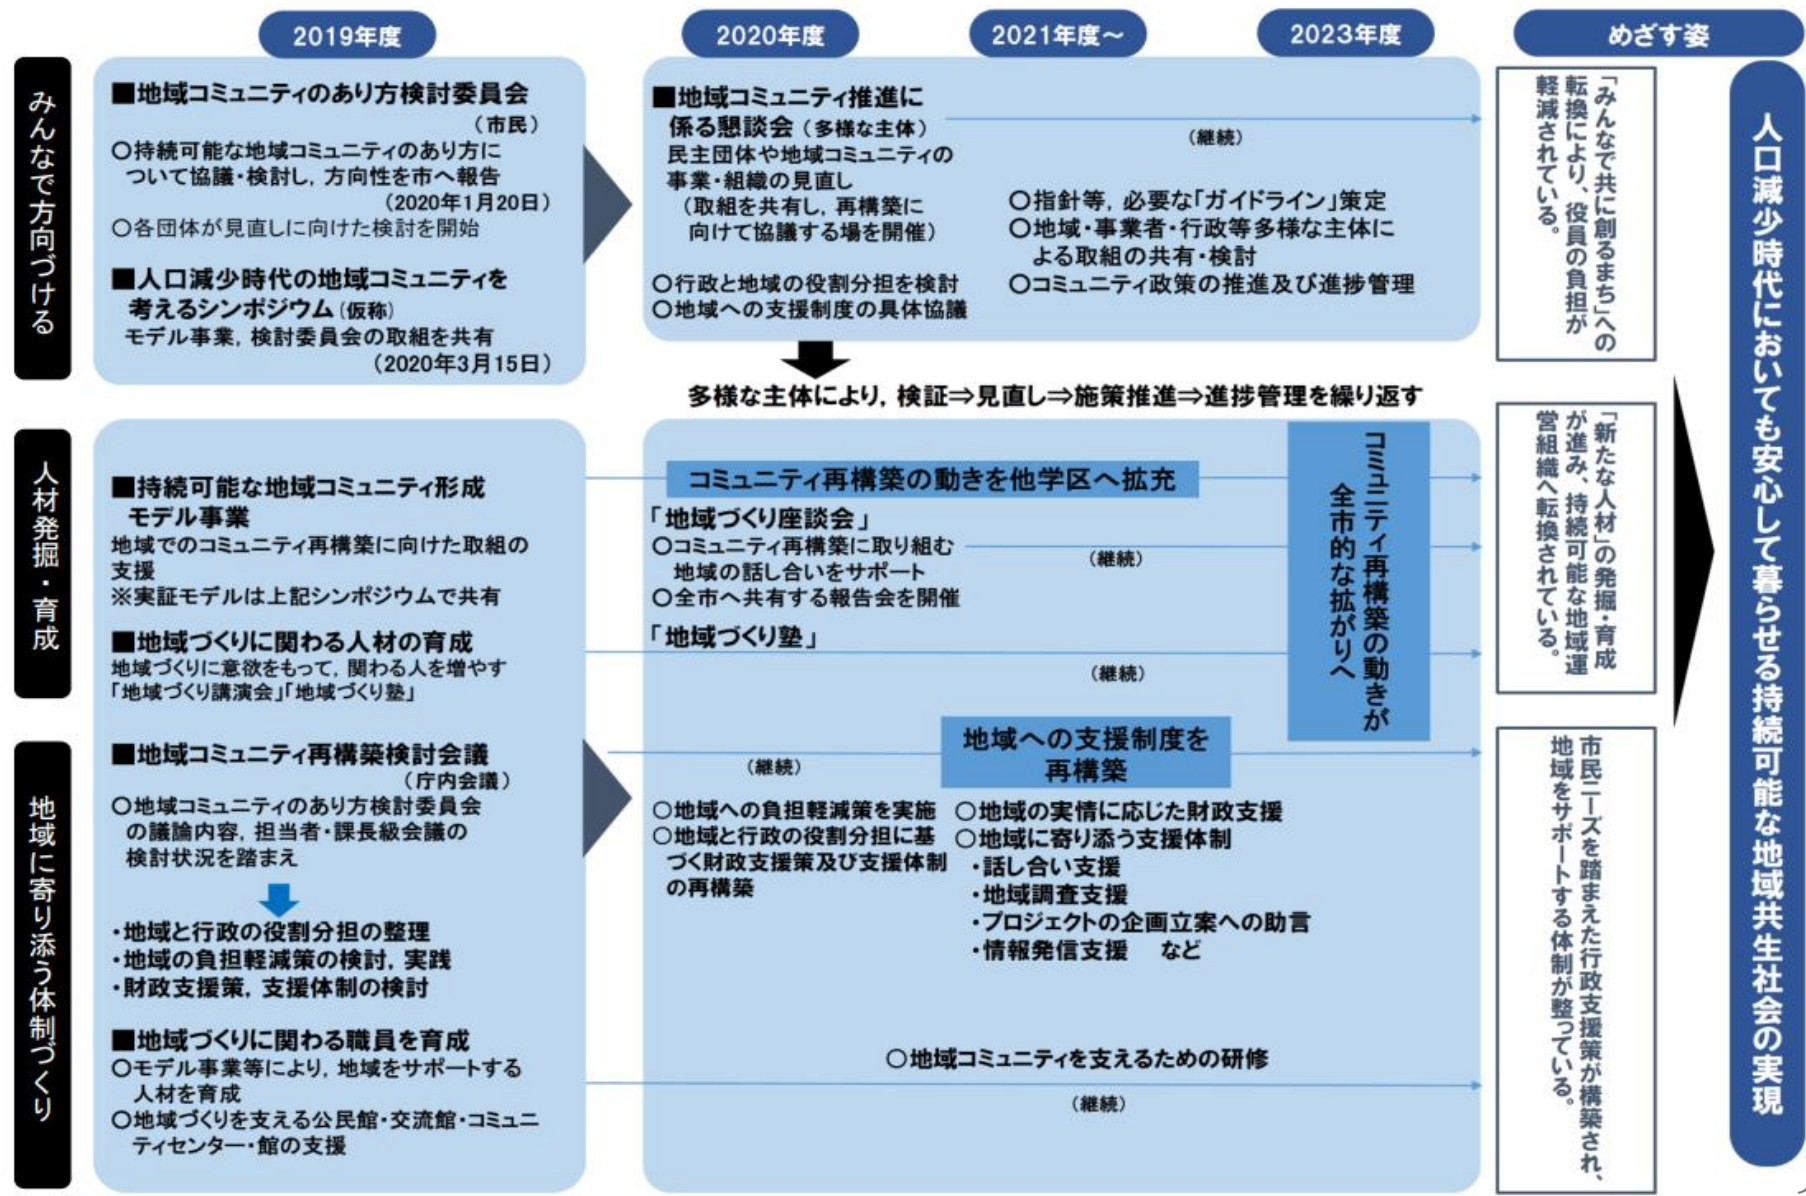 2019年度
2020年度
2021年度～
2023年度
めざす姿
みんなで方向づける
■地域コミュニティのあり方検討委員会
（市民）
○持続可能な地域コミュニティのあり方に
ついて協議・検討し，方向性を市へ報告
（2020年1月20日）
○各団体が見直しに向けた検討を開始
■人口減少時代の地域コミュニティを
考えるシンポジウム（仮称）
モデル事業，検討委員会の取組を共有
（2020年3月15日）
■地域コミュニティ推進に
係る懇談会（多様な主体）
民主団体や地域コミュニティの
事業・組織の見直し
（取組を共有し，再構築に
向けて協議する場を開催）
○行政と地域の役割分担を検討
○地域への支援制度の具体協議
（継続）
○指針等，必要な「ガイドライン」策定
○地域・事業者・行政等多様な主体に
よる取組の共有・検討
○コミュニティ政策の推進及び進捗管理
「みんなで共に創るまち」への
転換により、役員の負担が
軽減されている。
多様な主体により，検証⇒見直し⇒施策推進⇒進捗管理を繰り返す
人材発掘・育成
■持続可能な地域コミュニティ形成
モデル事業
地域でのコミュニティ再構築に向けた取組の
支援
※実証モデルは上記シンポジウムで共有
■地域づくりに関わる人材の育成
地域づくりに意欲をもって，関わる人を増やす
「地域づくり講演会」「地域づくり塾」
コミュニティ再構築の動きを他学区へ拡充
「地域づくり座談会」
○コミュニティ再構築に取り組む
地域の話し合いをサポート
○全市へ共有する報告会を開催
（継続）
「地域づくり塾」
（継続）
コミュニティ再構築の動きが
全市的な拡がりへ
「新たな人材」の発掘・育成
が進み、持続可能な地域運
営組織へ転換されている。
地域に寄り添う体制づくり
■地域コミュニティ再構築検討会議
（庁内会議）
○地域コミュニティのあり方検討委員会
の議論内容，担当者・課長級会議の
検討状況を踏まえ
・地域と行政の役割分担の整理
・地域の負担軽減策の検討，実践
・財政支援策，支援体制の検討
■地域づくりに関わる職員を育成
○モデル事業等により，地域をサポートする
人材を育成
○地域づくりを支える公民館・交流館・コミュニ
ティセンター・館の支援
（継続）
地域への支援制度を
再構築
○地域への負担軽減策を実施
○地域と行政の役割分担に基
づく財政支援策及び支援体制
の再構築
○地域の実情に応じた財政支援
○地域に寄り添う支援体制
・話し合い支援
・地域調査支援
・プロジェクトの企画立案への助言
・情報発信支援　など
○地域コミュニティを支えるための研修
（継続）
市民ニーズを踏まえた行政支援策が構築され、
地域をサポートする体制が整っている。
人口減少時代においても安心して暮らせる持続可能な地域共生社会の実現